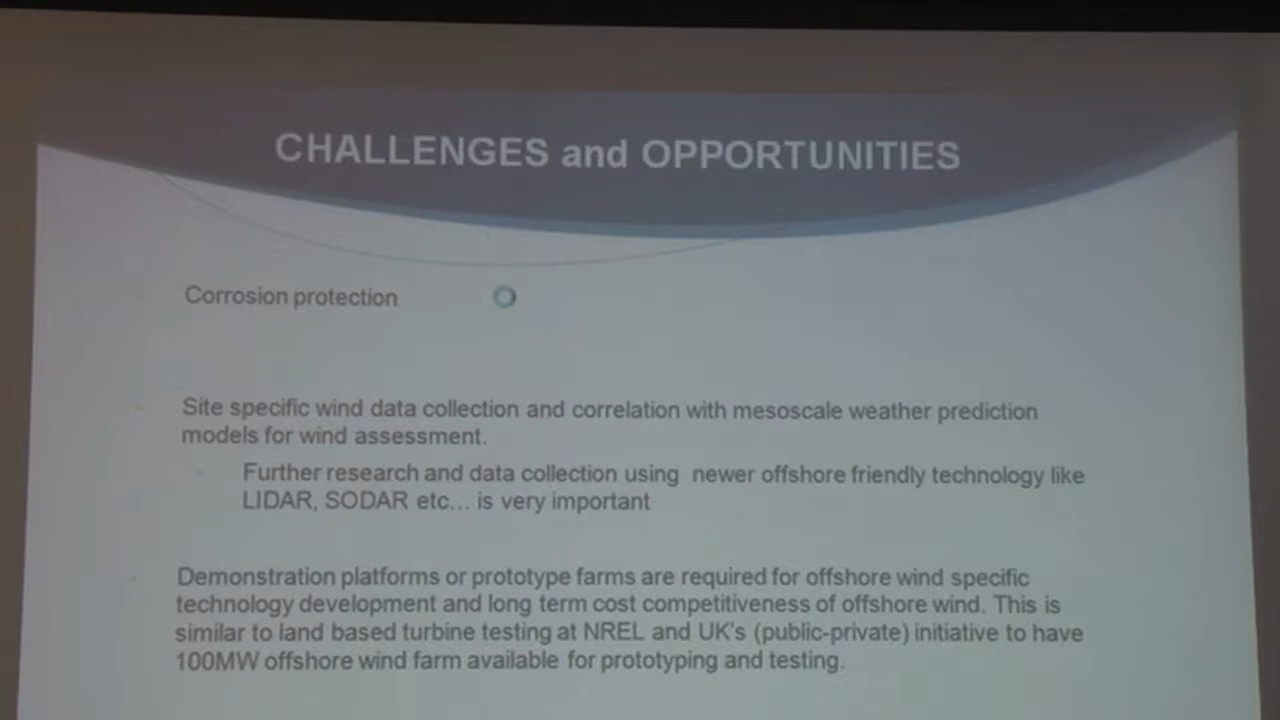 CHALLENGES and OPPORTUNITIES
Corrosion protection
Site specific wind data collection and correlation with mesoscale weather prediction
models for wind assessment.
Further research and data collection using newer offshore friendly technology like
LIDAR, SODAR etc... is very important
Demonstration platforms or prototype farms are required for offshore wind specific
technology development and long term cost competitiveness of offshore wind. This is
similar to land based turbine testing at NREL and UK's (public-private) initiative to have
100MW offshore wind farm available for prototyping and testing.